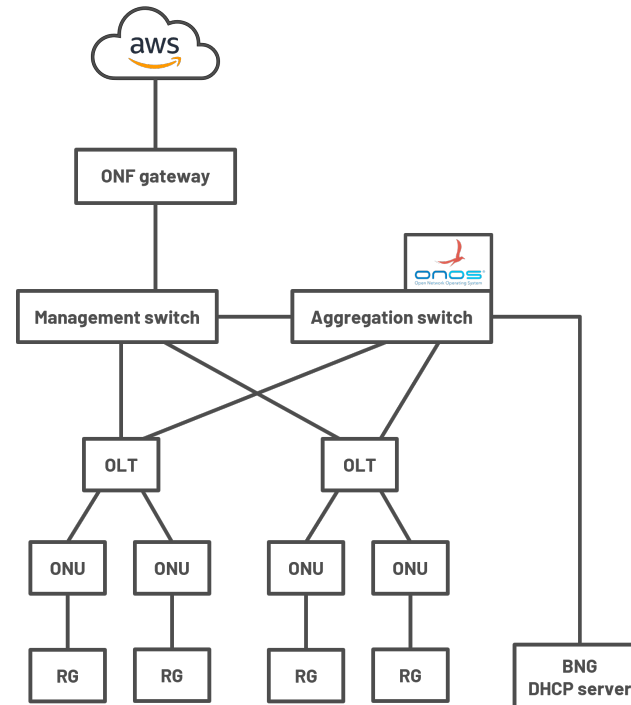 aws
ONF gateway
onos
Open Network Operating System
Management switch
Aggregation switch
OLT
OLT
ONU
ONU
ONU
ONU
RG
RG
RG
RG
BNG
DHCP server